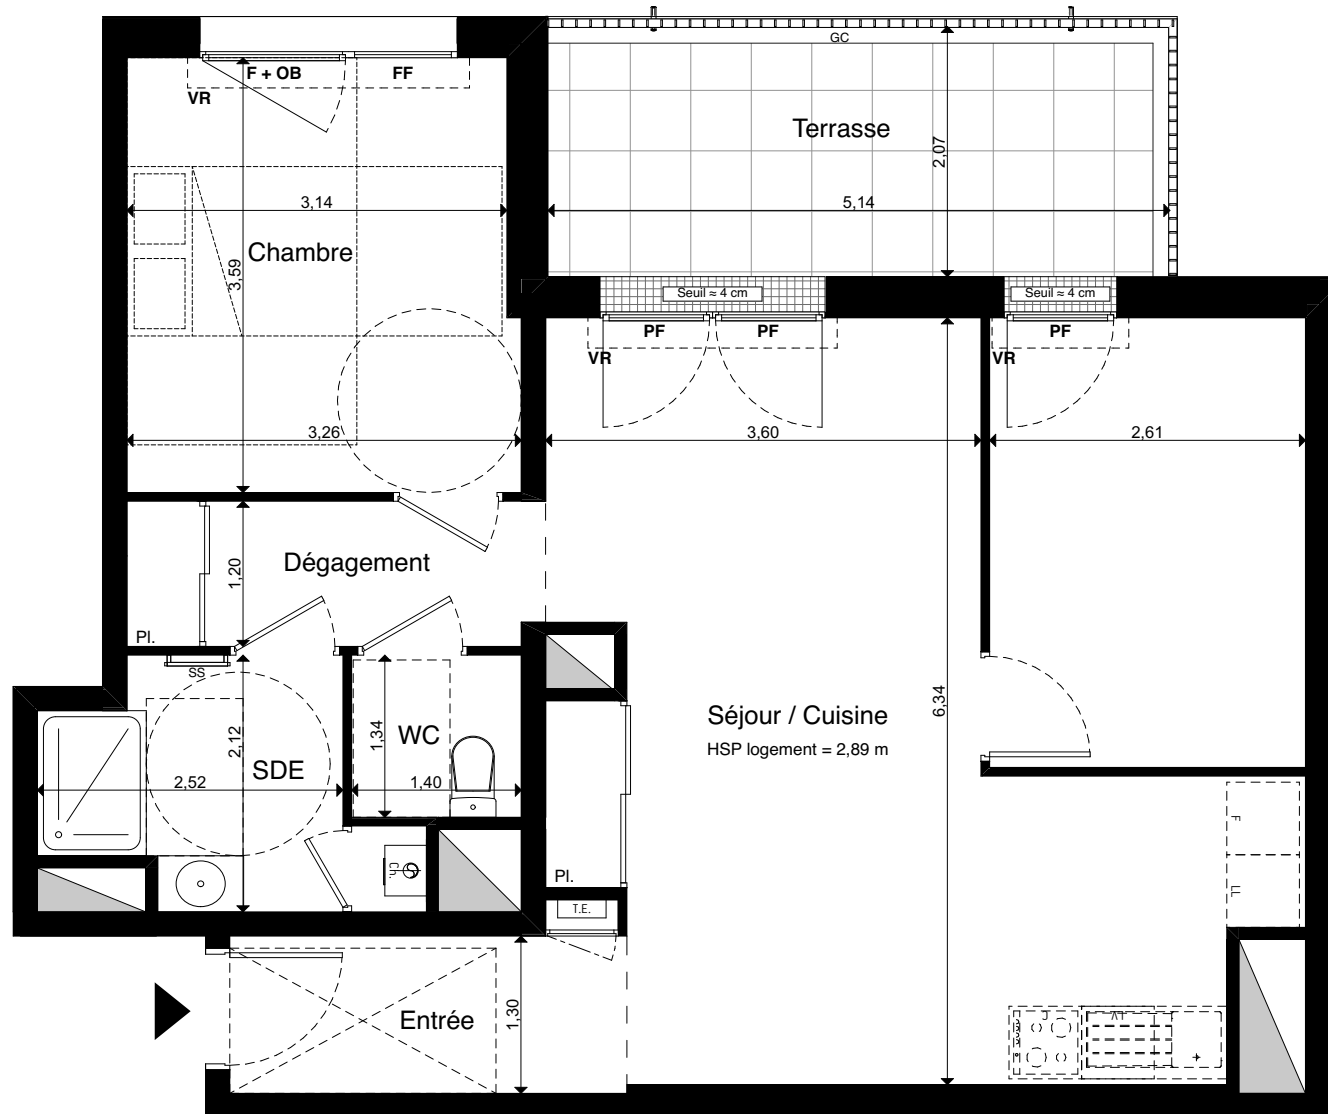 GC
F + OB
FF
VR
Terrasse
2,07
3,14
5,14
Chambre
3,59
Seuil ≈ 4 cm
Seuil ≈ 4 cm
PF
PF
PF
VR
VR
3,26
3,60
2,61
Dégagement
1,20
Pl.
SS
2,12
1,34
WC
SDE
2,52
1,40
Séjour / Cuisine
HSP logement = 2,89 m
6,34
F
LL
Ch.
Pl.
T.E.
Entrée
1,30
C
LV